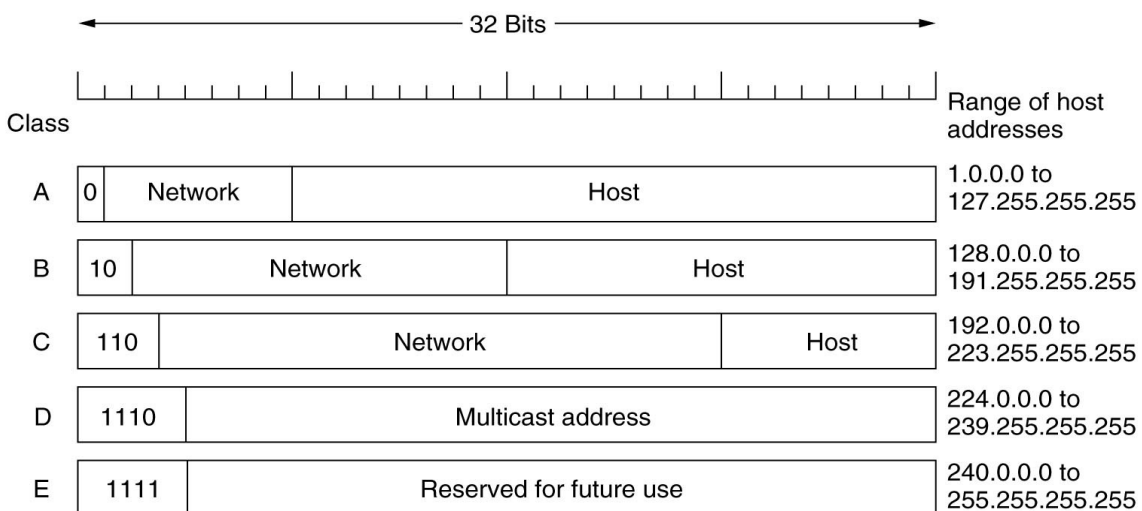 32 Bits
Class
Range of host
addresses
A 0 Network Host 1.0.0.0 to
127.255.255.255
B 10 Network Host 128.0.0.0 to
191.255.255.255
C 110 Network Host 192.0.0.0 to
223.255.255.255
D 1110 Multicast address 224.0.0.0 to
239.255.255.255
E 1111 Reserved for future use 240.0.0.0 to
255.255.255.255